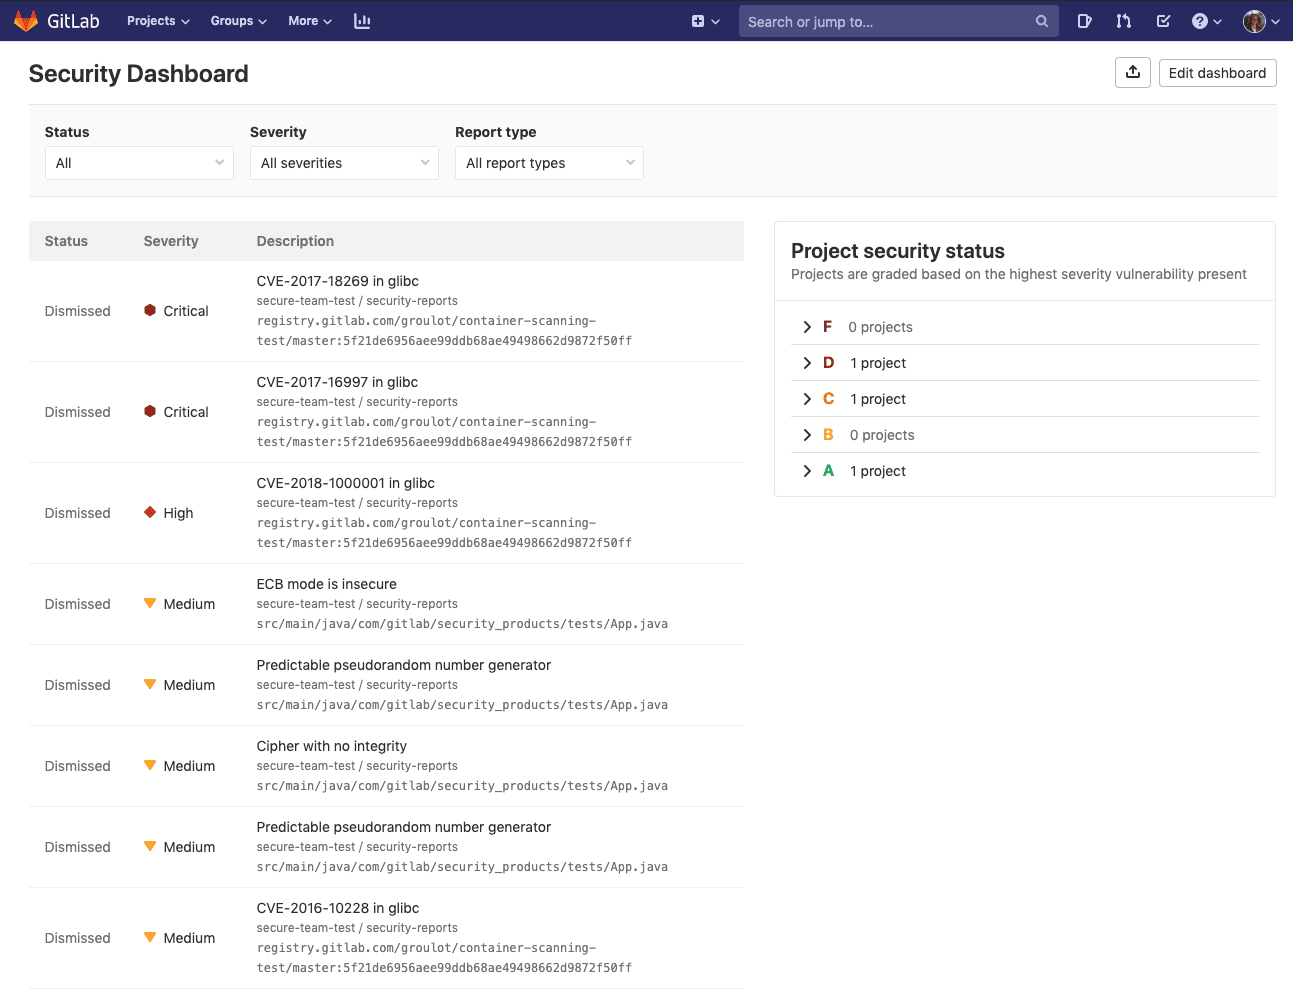 GitLab Projects Groups More Search or jump to...
Security Dashboard
Edit dashboard
Status Severity Report type
All All severities All report types
Status Severity Description
CVE-2017-18269 in glibc
secure-team-test / security-reports
Dismissed Critical
registry.gitlab.com/groulot/container-scanning-
test/master:5f21de6956aee99ddb68ae49498662d9872f50ff
CVE-2017-16997 in glibc
secure-team-test / security-reports
Dismissed Critical
registry.gitlab.com/groulot/container-scanning-
test/master:5f21de6956aee99ddb68ae49498662d9872f50ff
CVE-2018-1000001 in glibc
secure-team-test / security-reports
Dismissed High
registry.gitlab.com/groulot/container-scanning-
test/master:5f21de6956aee99ddb68ae49498662d9872f50ff
ECB mode is insecure
Dismissed Medium
secure-team-test / security-reports
src/main/java/com/gitlab/security_products/tests/App.java
Predictable pseudorandom number generator
Dismissed Medium
secure-team-test / security-reports
src/main/java/com/gitlab/security_products/tests/App.java
Cipher with no integrity
Dismissed Medium
secure-team-test / security-reports
src/main/java/com/gitlab/security_products/tests/App.java
Predictable pseudorandom number generator
Dismissed Medium
secure-team-test / security-reports
src/main/java/com/gitlab/security_products/tests/App.java
CVE-2016-10228 in glibc
secure-team-test / security-reports
Dismissed Medium
registry.gitlab.com/groulot/container-scanning-
test/master:5f21de6956aee99ddb68ae49498662d9872f50ff
Project security status
Projects are graded based on the highest severity vulnerability present
F 0 projects
D 1 project
C 1 project
B 0 projects
A 1 project